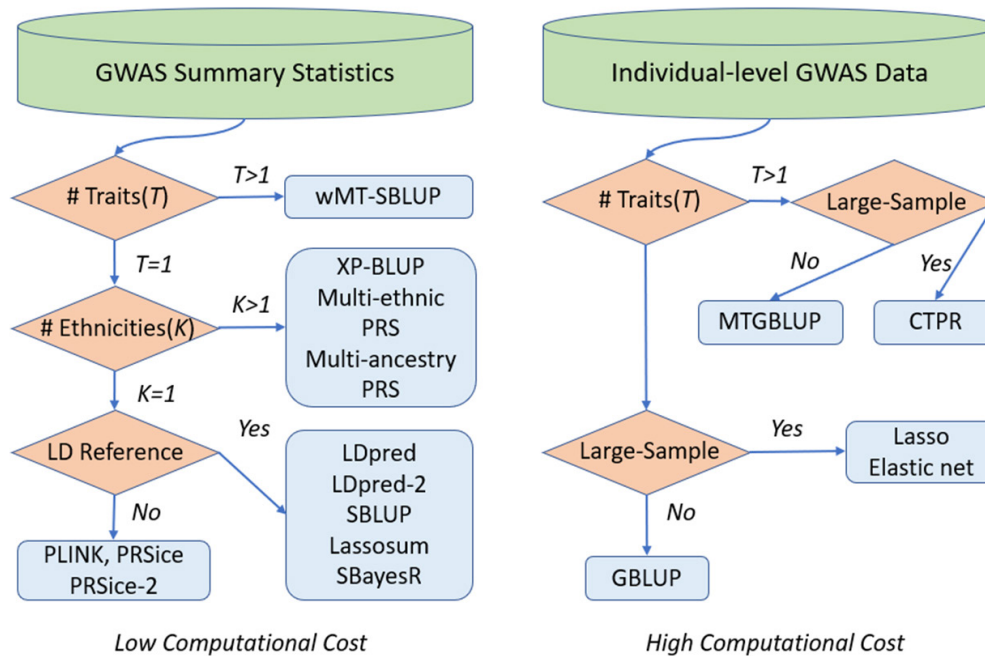 GWAS Summary Statistics
# Traits(T)
T>1
wMT-SBLUP
T=1
# Ethnicities(K)
K>1
XP-BLUP
Multi-ethnic
PRS
Multi-ancestry
PRS
K=1
LD Reference
Yes
LDpred
LDpred-2
SBLUP
Lassosum
SBayesR
No
PLINK, PRSice
PRSice-2
Low Computational Cost
Individual-level GWAS Data
# Traits(T)
T>1
Large-Sample
No
Yes
MTGBLUP
CTPR
Large-Sample
Yes
Lasso
Elastic net
No
GBLUP
High Computational Cost